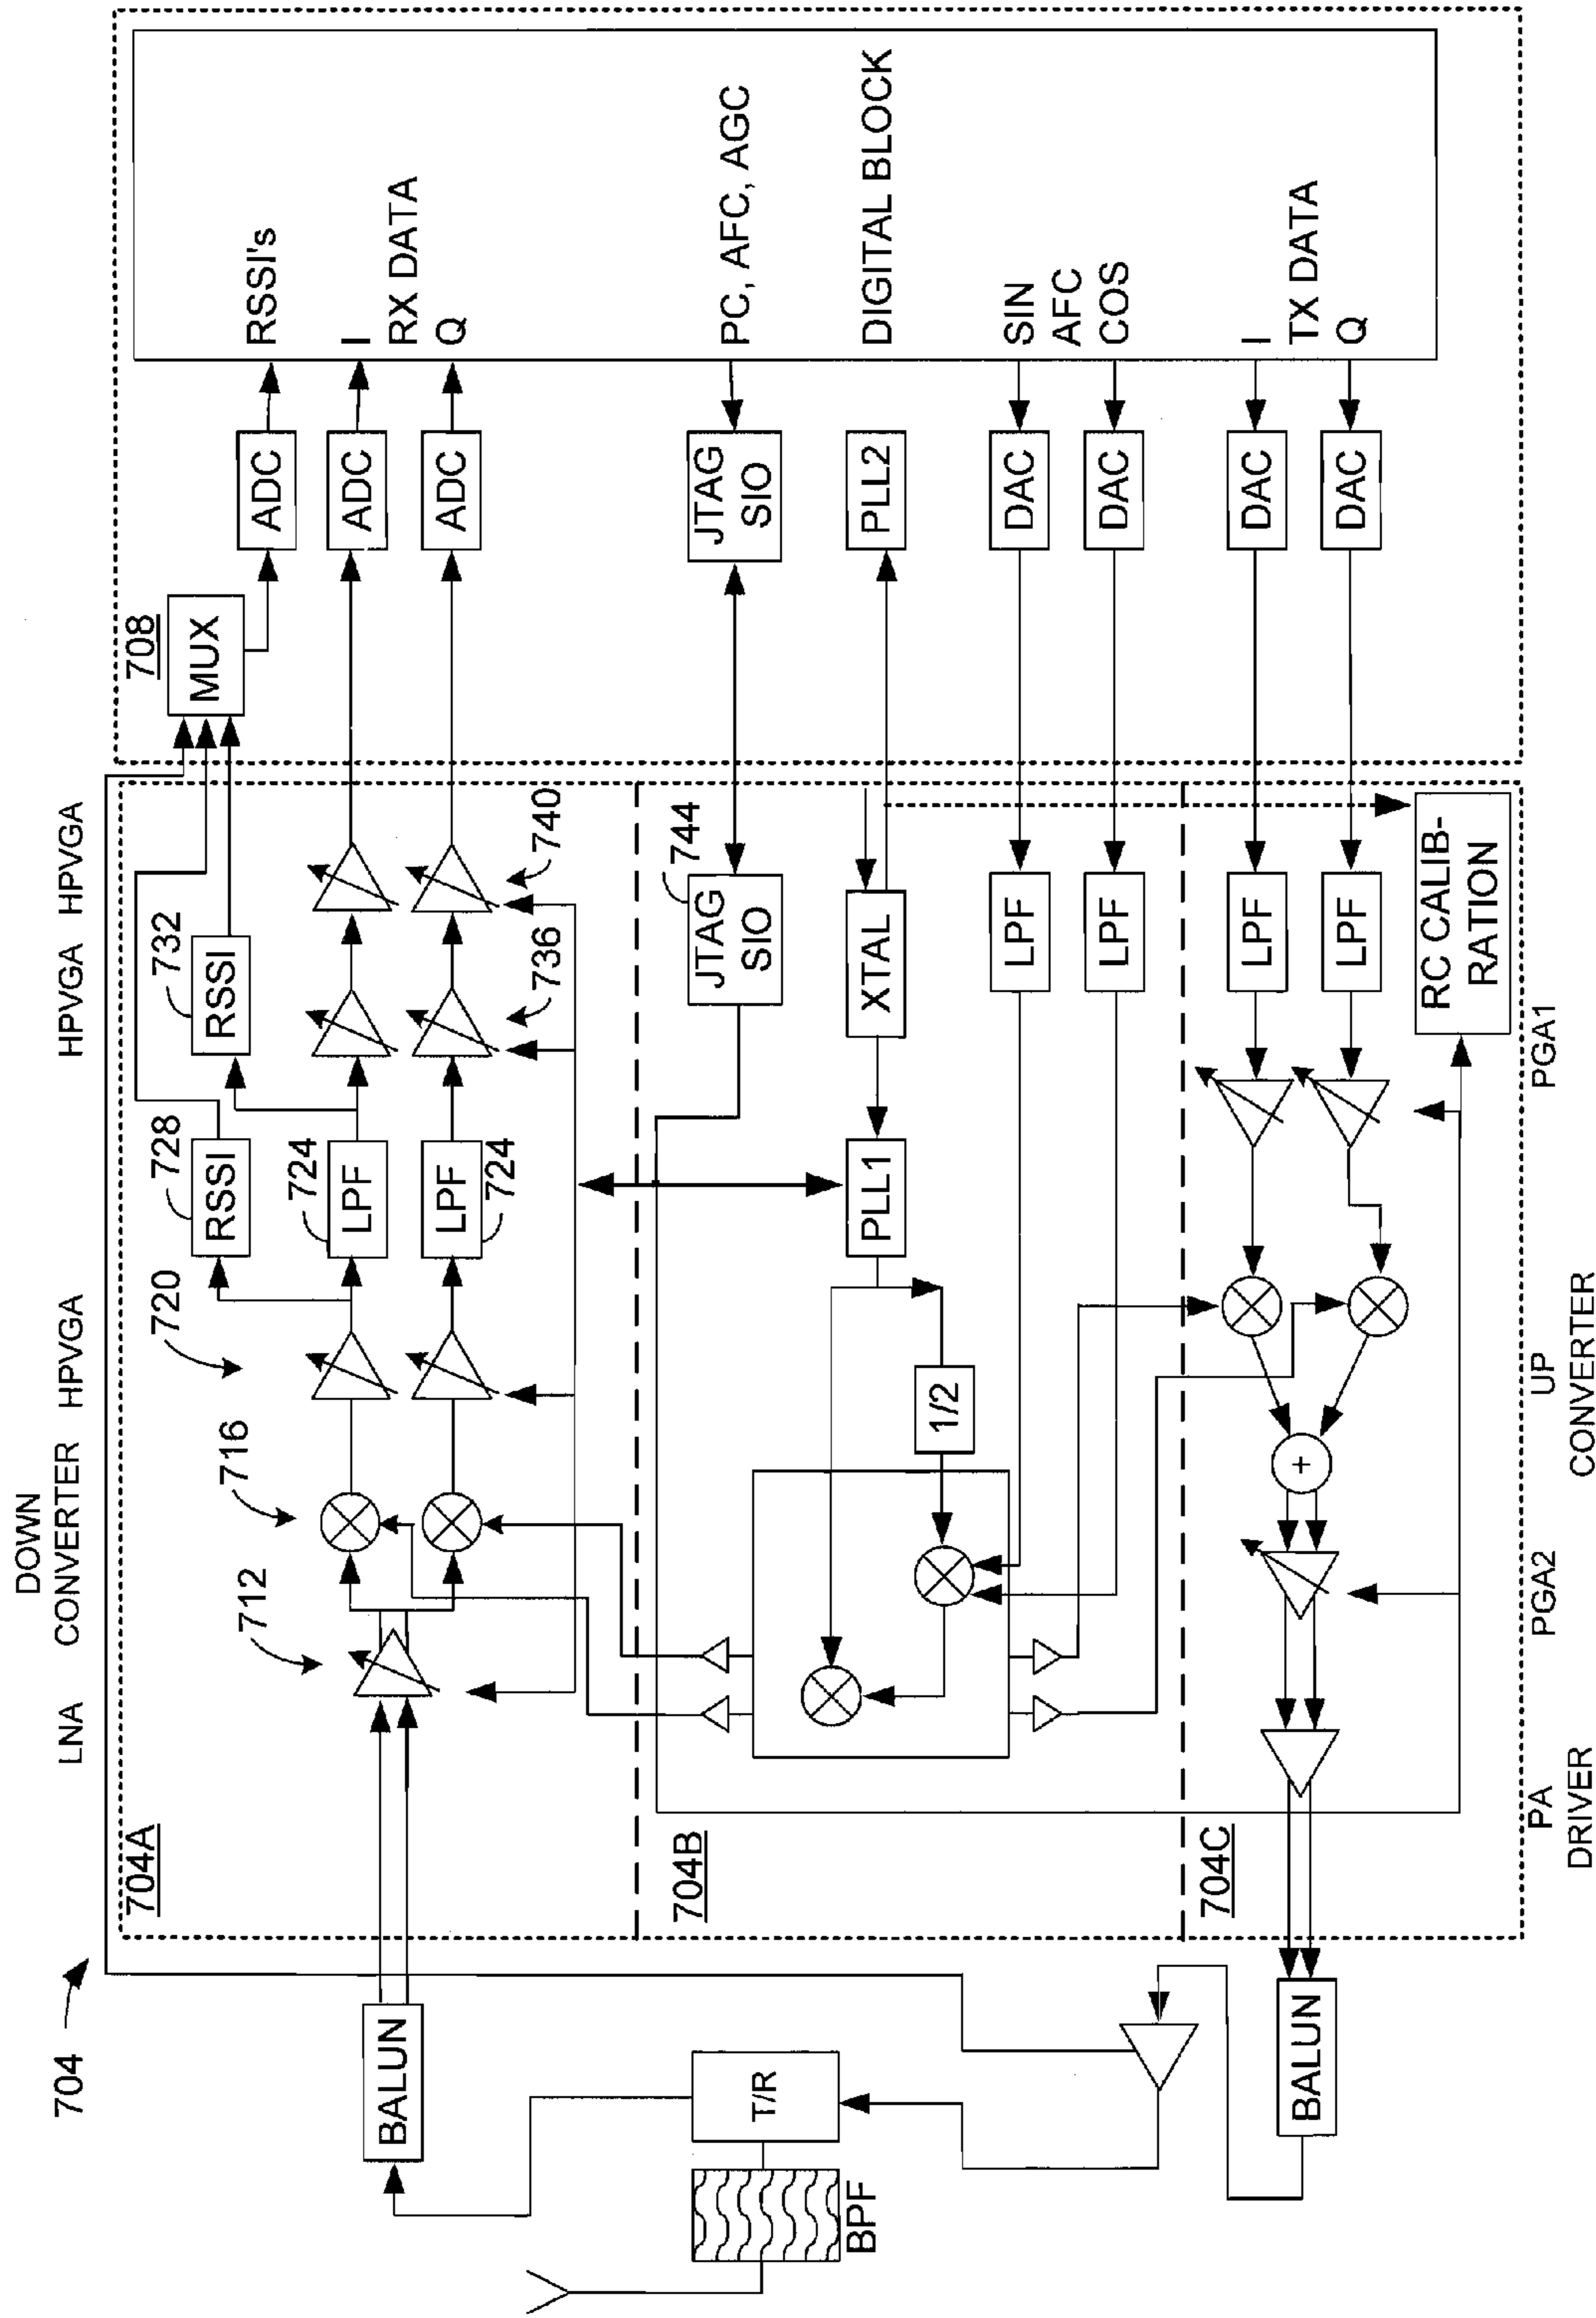 704
LNA
DOWN
CONVERTER
HPVGA
HPVGA
HPVGA
704A
712
716
720
728
RSSI
732
RSSI
724
LPF
LPF
724
736
740
BALUN
708
MUX
ADC
ADC
ADC
RSSI's
I
RX DATA
Q
704B
744
JTAG
SIO
JTAG
SIO
PC, AFC, AGC
T/R
BPF
PLL1
XTAL
PLL2
DIGITAL BLOCK
1/2
LPF
DAC
SIN
AFC
LPF
DAC
COS
704C
LPF
DAC
I
TX DATA
LPF
DAC
Q
+
BALUN
RC CALIB-
RATION
PA
DRIVER
PGA2
UP
CONVERTER
PGA1